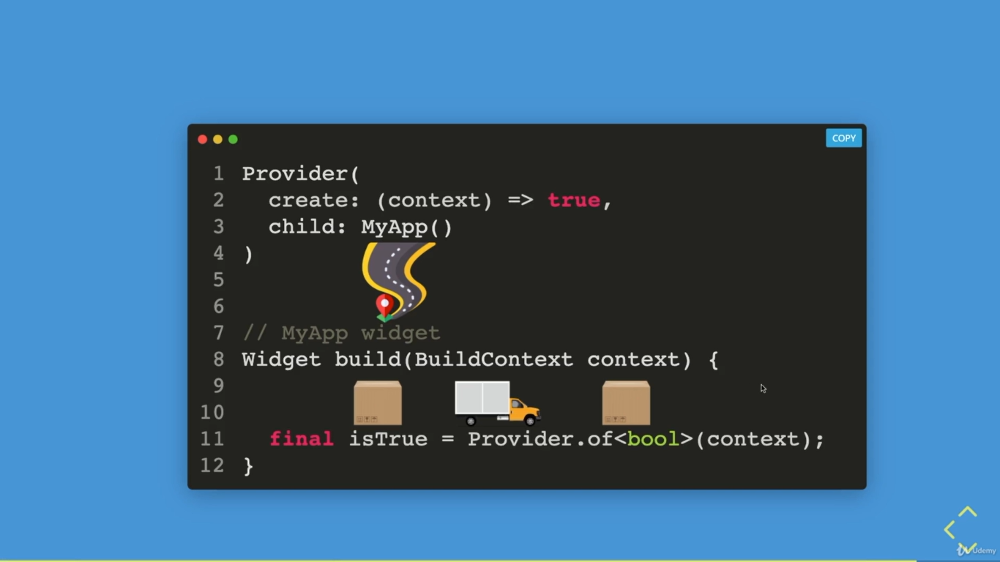 COPY
1 Provider(
2   create: (context) => true,
3   child: MyApp()
4 )
5
6
7 // MyApp widget
8 Widget build(BuildContext context) {
9
10
11   final isTrue = Provider.of<bool>(context);
12 }
Udemy